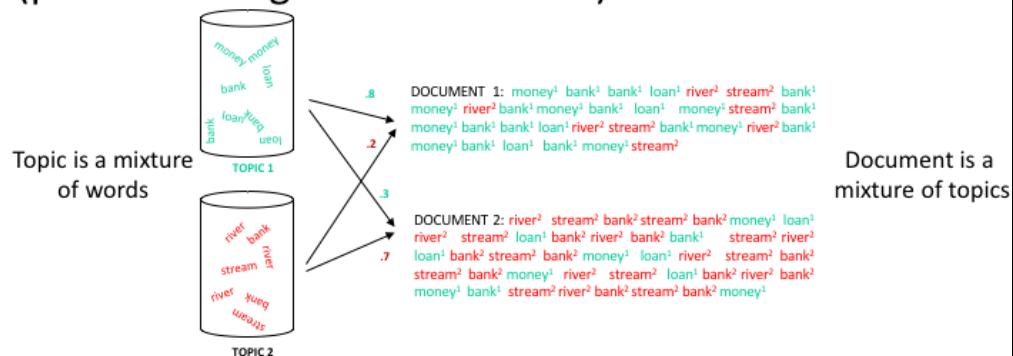 money money
loan
bank
loan bank
bank
loan
TOPIC 1
Topic is a mixture
of words
river bank
river
stream
river bank
stream
TOPIC 2
.8
.2
.3
.7
DOCUMENT 1: money¹ bank¹ bank¹ loan¹ river² stream² bank¹
money¹ river² bank¹ money¹ bank¹ loan¹ money¹ stream² bank¹
money¹ bank¹ bank¹ loan¹ river² stream² bank¹ money¹ river² bank¹
money¹ bank¹ loan¹ bank¹ money¹ stream²
DOCUMENT 2: river² stream² bank² stream² bank² money¹ loan¹
river² stream² loan¹ bank² river² bank² bank¹ stream² river²
loan¹ bank² stream² bank² money¹ loan¹ river² stream² bank²
stream² bank² money¹ river² stream² loan¹ bank² river² bank²
money¹ bank¹ stream² river² bank² stream² bank² money¹
Document is a
mixture of topics